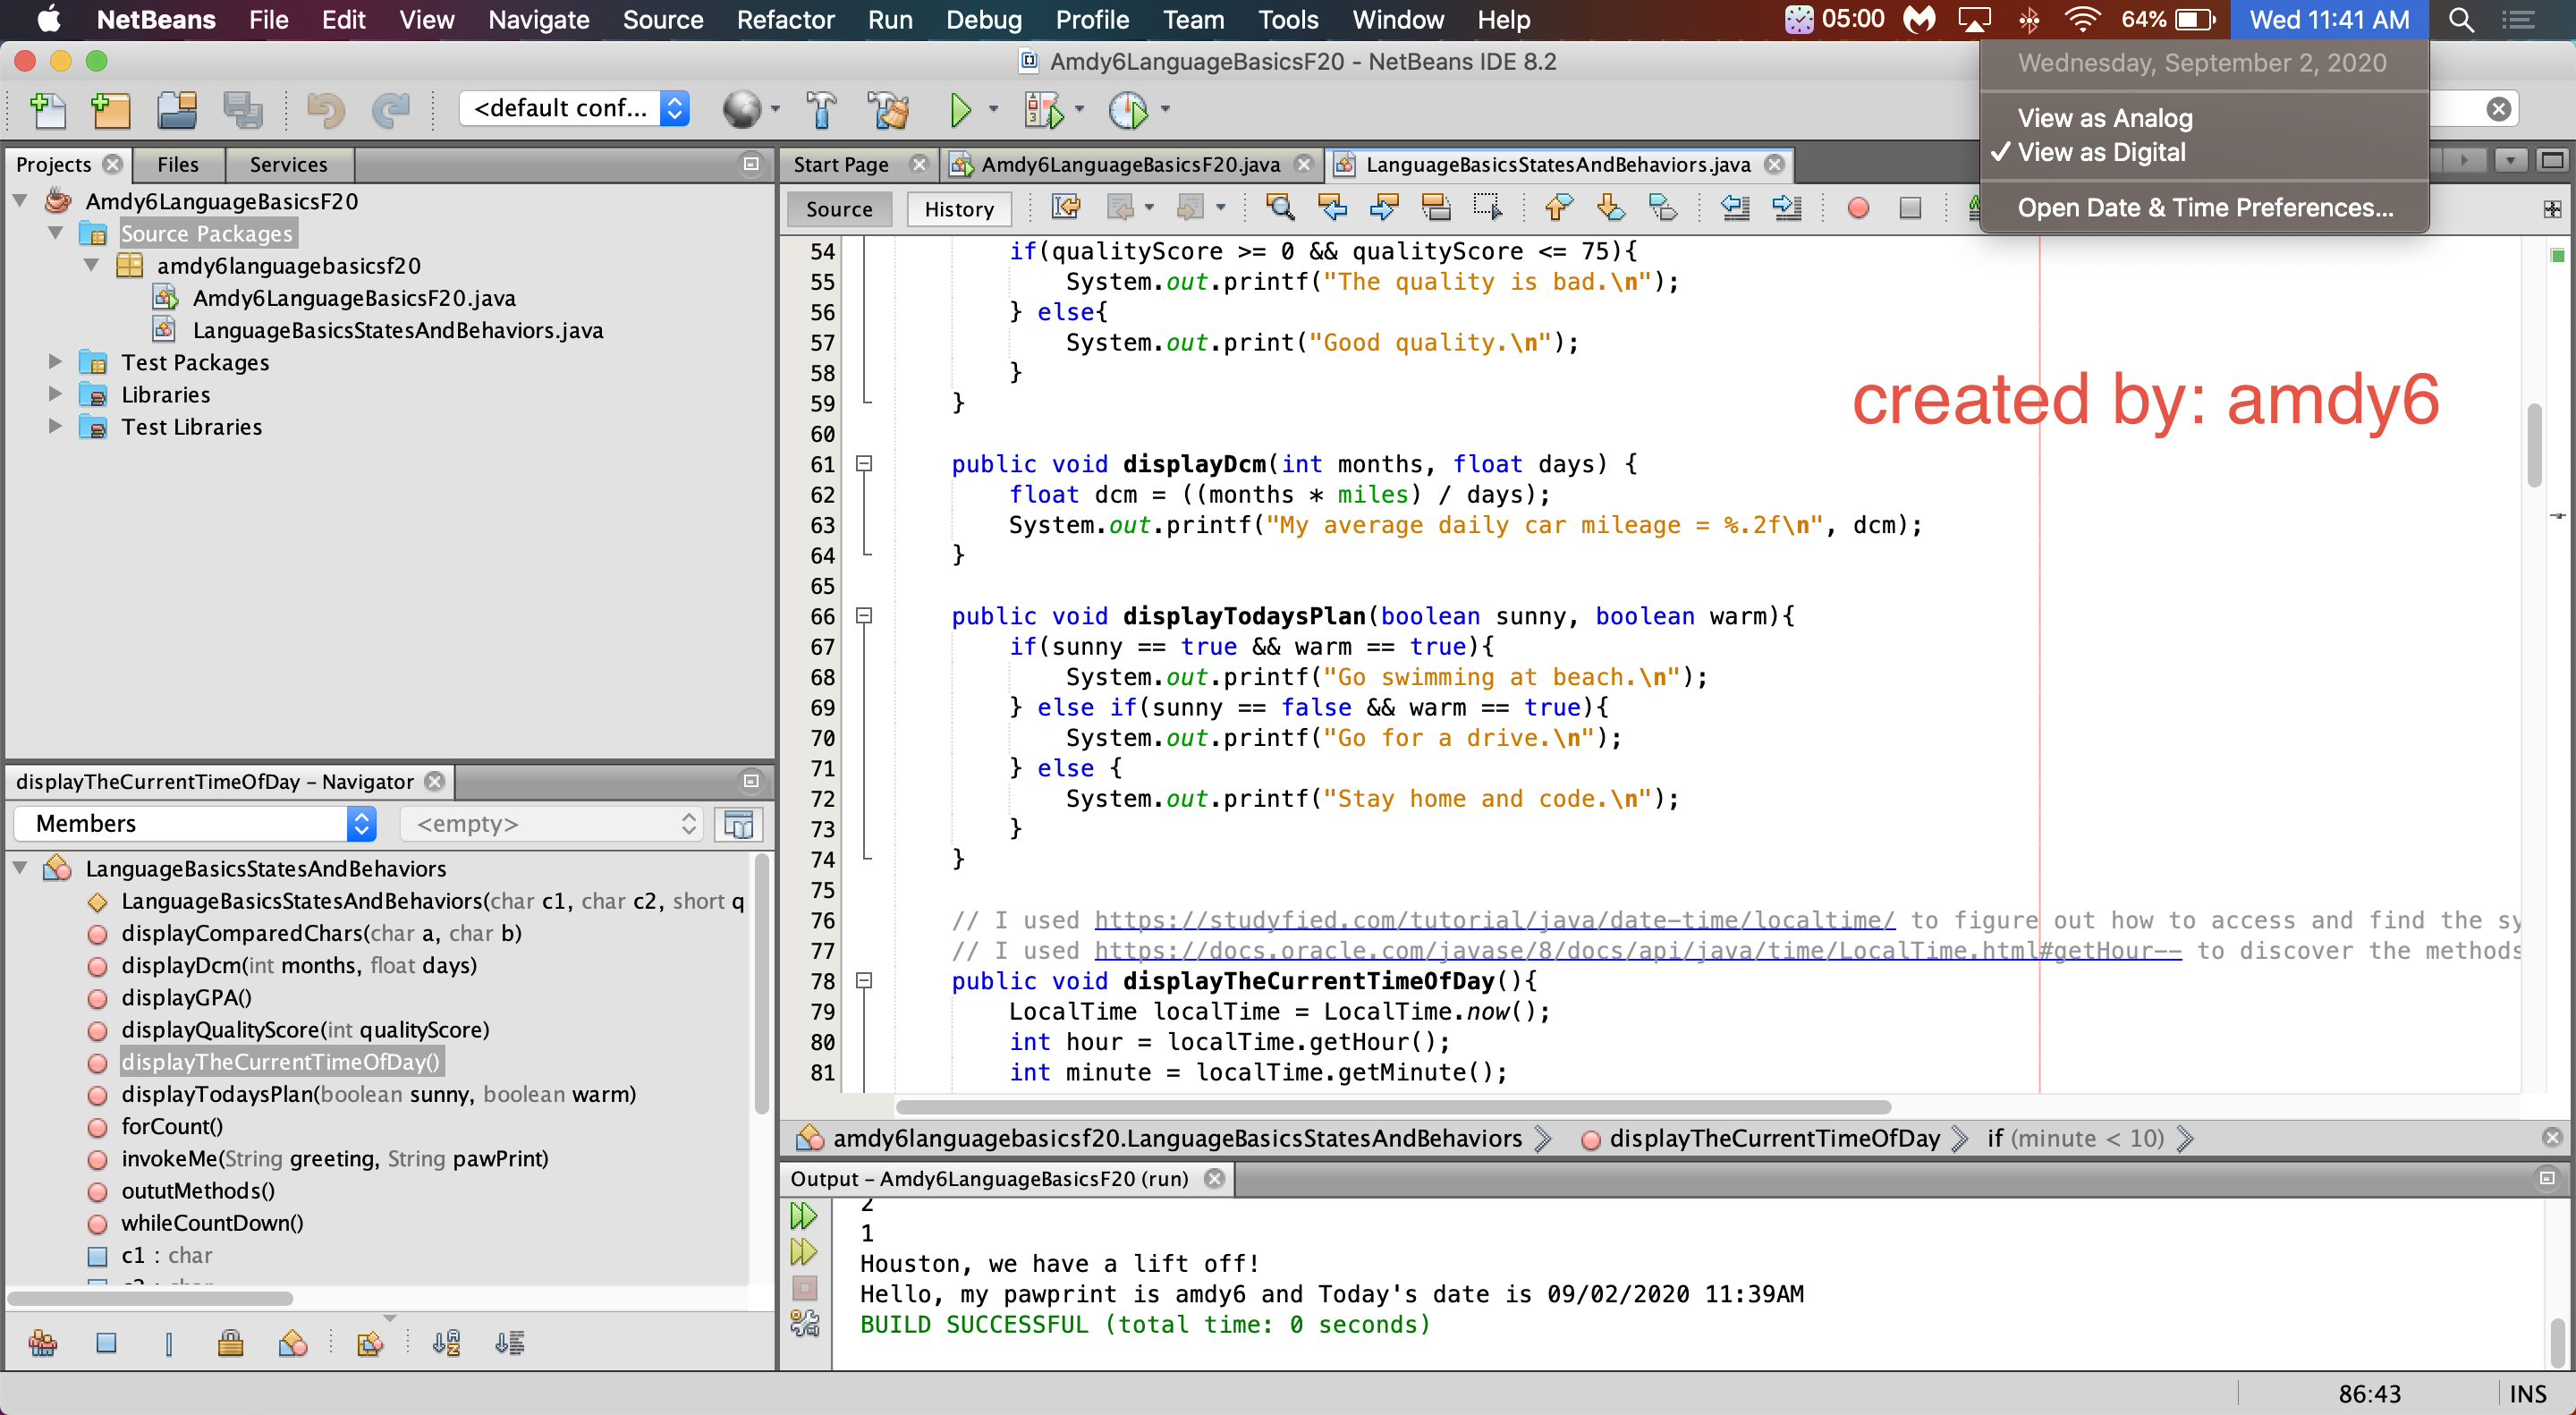 NetBeans File Edit View Navigate Source Refactor Run Debug Profile Team Tools Window Help 05:00 64% Wed 11:41 AM
Amdy6LanguageBasicsF20 - NetBeans IDE 8.2
Wednesday, September 2, 2020
View as Analog
✓ View as Digital
Open Date & Time Preferences...
<default conf...
Projects Files Services
Amdy6LanguageBasicsF20
Source Packages
amdy6languagebasicsf20
Amdy6LanguageBasicsF20.java
LanguageBasicsStatesAndBehaviors.java
Test Packages
Libraries
Test Libraries
Start Page Amdy6LanguageBasicsF20.java LanguageBasicsStatesAndBehaviors.java
Source History
54 if(qualityScore >= 0 && qualityScore <= 75){
55 System.out.printf("The quality is bad.\n");
56 } else{
57 System.out.print("Good quality.\n");
58 }
59 }
60
61 public void displayDcm(int months, float days) {
62 float dcm = ((months * miles) / days);
63 System.out.printf("My average daily car mileage = %.2f\n", dcm);
64 }
65
66 public void displayTodaysPlan(boolean sunny, boolean warm){
67 if(sunny == true && warm == true){
68 System.out.printf("Go swimming at beach.\n");
69 } else if(sunny == false && warm == true){
70 System.out.printf("Go for a drive.\n");
71 } else {
72 System.out.printf("Stay home and code.\n");
73 }
74 }
75
76 // I used https://studyfied.com/tutorial/java/date-time/localtime/ to figure out how to access and find the sy
77 // I used https://docs.oracle.com/javase/8/docs/api/java/time/LocalTime.html#getHour-- to discover the methods
78 public void displayTheCurrentTimeOfDay(){
79 LocalTime localTime = LocalTime.now();
80 int hour = localTime.getHour();
81 int minute = localTime.getMinute();
created by: amdy6
displayTheCurrentTimeOfDay – Navigator
Members <empty>
LanguageBasicsStatesAndBehaviors
LanguageBasicsStatesAndBehaviors(char c1, char c2, short q
displayComparedChars(char a, char b)
displayDcm(int months, float days)
displayGPA()
displayQualityScore(int qualityScore)
displayTheCurrentTimeOfDay()
displayTodaysPlan(boolean sunny, boolean warm)
forCount()
invokeMe(String greeting, String pawPrint)
oututMethods()
whileCountDown()
c1 : char
amdy6languagebasicsf20.LanguageBasicsStatesAndBehaviors displayTheCurrentTimeOfDay if (minute < 10)
Output – Amdy6LanguageBasicsF20 (run)
2
1
Houston, we have a lift off!
Hello, my pawprint is amdy6 and Today's date is 09/02/2020 11:39AM
BUILD SUCCESSFUL (total time: 0 seconds)
86:43 INS